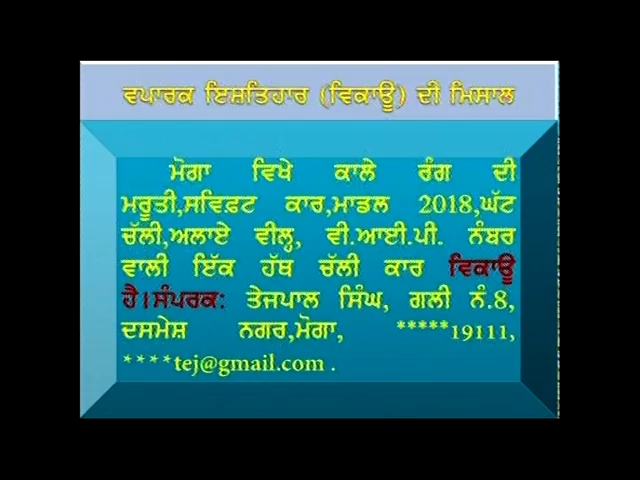 ਵਪਾਰਕ ਇਸ਼ਤਿਹਾਰ (ਵਿਕਾਊ) ਦੀ ਮਿਸਾਲ
ਮੋਗਾ ਵਿਖੇ ਕਾਲੇ ਰੰਗ ਦੀ
ਮਰੂਤੀ,ਸਵਿਫ਼ਟ ਕਾਰ,ਮਾਡਲ 2018,ਘੱਟ
ਚੱਲੀ,ਅਲਾਏ ਵੀਲ੍ਹ, ਵੀ.ਆਈ.ਪੀ. ਨੰਬਰ
ਵਾਲੀ ਇੱਕ ਹੱਥ ਚੱਲੀ ਕਾਰ ਵਿਕਾਊ
ਹੈ।ਸੰਪਰਕ: ਤੇਜਪਾਲ ਸਿੰਘ, ਗਲੀ ਨੰ.8,
ਦਸਮੇਸ਼ ਨਗਰ,ਮੋਗਾ, *****19111,
****tej@gmail.com .